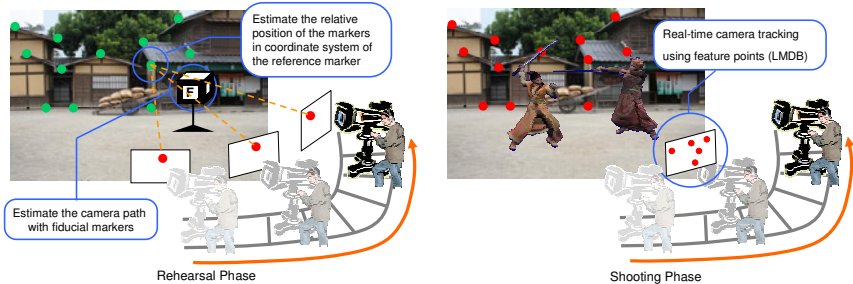 Estimate the relative
position of the markers
in coordinate system of
the reference marker
Estimate the camera path
with fiducial markers
Rehearsal Phase
Real-time camera tracking
using feature points (LMDB)
Shooting Phase